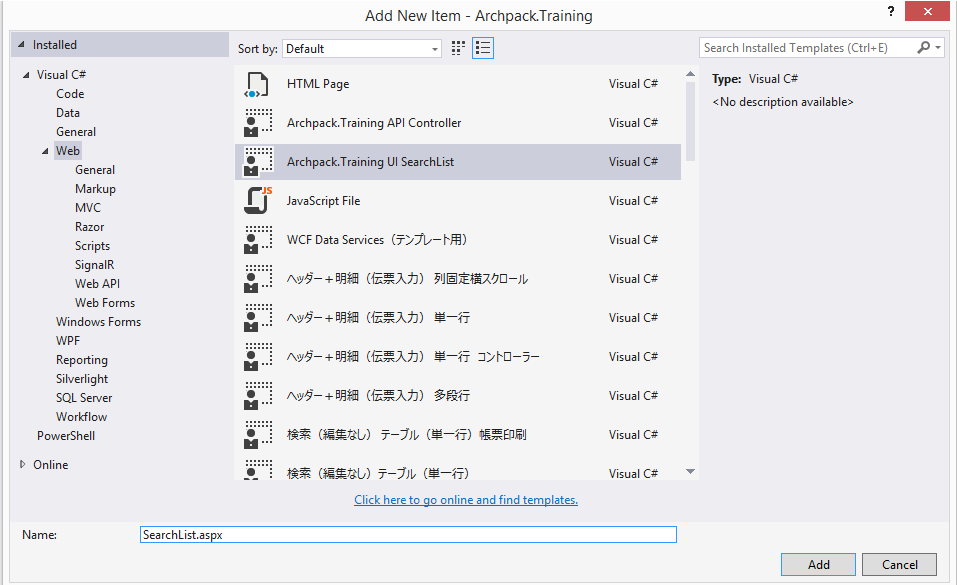 Add New Item - Archpack.Training
?
Installed
Sort by: Default
Search Installed Templates (Ctrl+E)
Visual C#
Code
Data
General
Web
General
Markup
MVC
Razor
Scripts
SignalR
Web API
Web Forms
Windows Forms
WPF
Reporting
Silverlight
SQL Server
Workflow
PowerShell
Online
HTML Page Visual C#
Archpack.Training API Controller Visual C#
Archpack.Training UI SearchList Visual C#
JS
JavaScript File Visual C#
WCF Data Services（テンプレート用） Visual C#
ヘッダー＋明細（伝票入力） 列固定横スクロール Visual C#
ヘッダー＋明細（伝票入力） 単一行 Visual C#
ヘッダー＋明細（伝票入力） 単一行 コントローラー Visual C#
ヘッダー＋明細（伝票入力） 多段行 Visual C#
検索（編集なし） テーブル（単一行）帳票印刷 Visual C#
検索（編集なし）テーブル（単一行） Visual C#
Type: Visual C#
<No description available>
Click here to go online and find templates.
Name: SearchList.aspx
Add Cancel